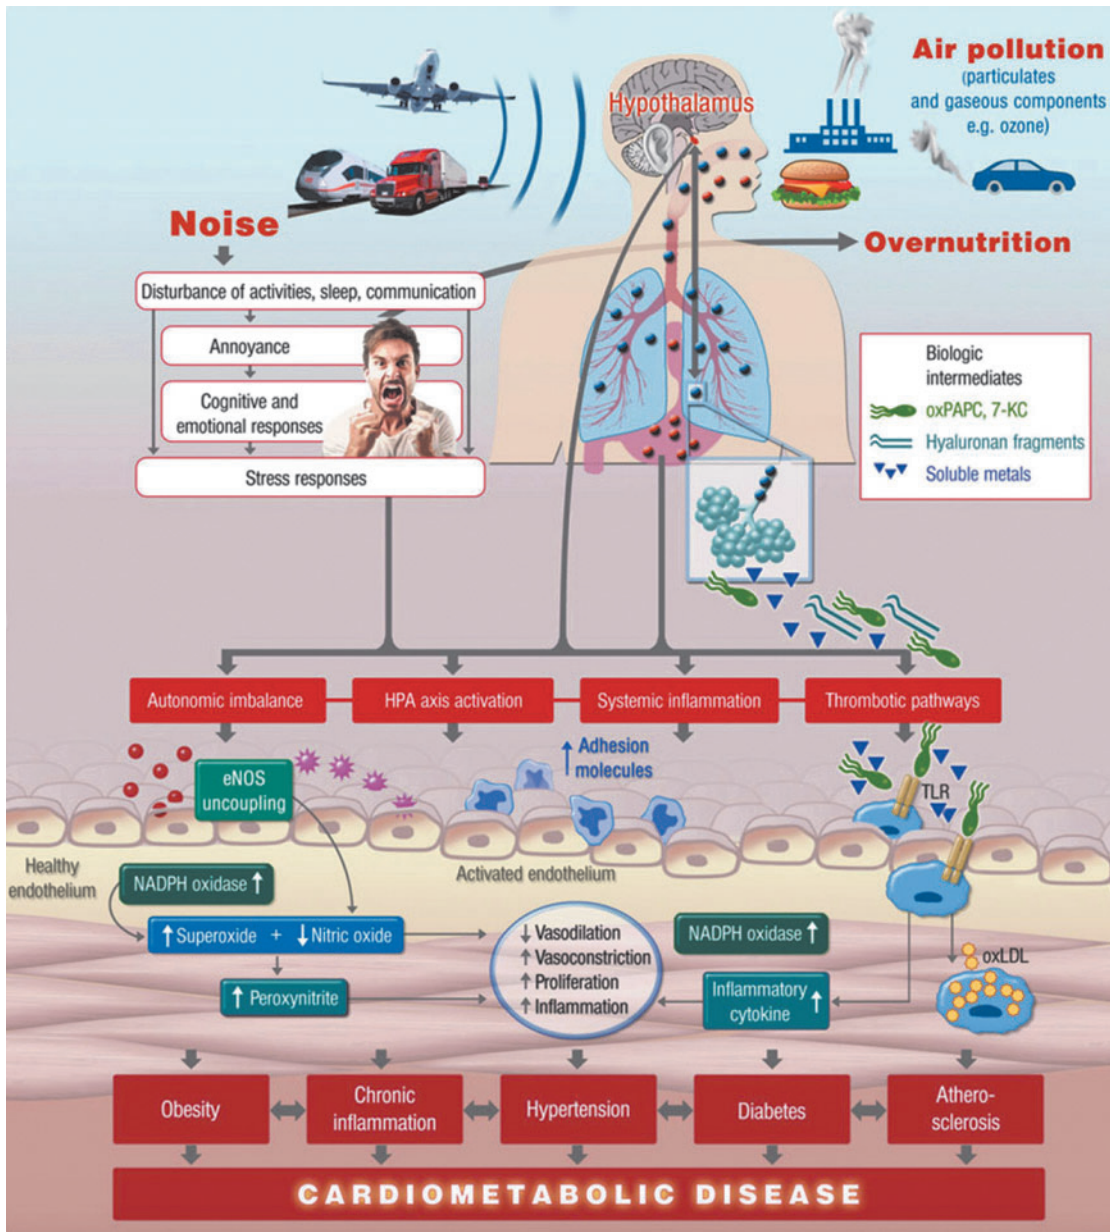 Air pollution
(particulates
and gaseous components
e.g. ozone)
Hypothalamus
Noise
Overnutrition
Disturbance of activities, sleep, communication
Annoyance
Cognitive and
emotional responses
Stress responses
Biologic
intermediates
oxPAPC, 7-KC
Hyaluronan fragments
Soluble metals
Autonomic imbalance
HPA axis activation
Systemic inflammation
Thrombotic pathways
eNOS
uncoupling
↑ Adhesion
molecules
TLR
Healthy
endothelium
Activated endothelium
NADPH oxidase ↑
↑ Superoxide + ↓ Nitric oxide
↑ Peroxynitrite
↓ Vasodilation
↑ Vasoconstriction
↑ Proliferation
↑ Inflammation
NADPH oxidase ↑
Inflammatory
cytokine ↑
oxLDL
Obesity
Chronic
inflammation
Hypertension
Diabetes
Athero-
sclerosis
CARDIOMETABOLIC DISEASE